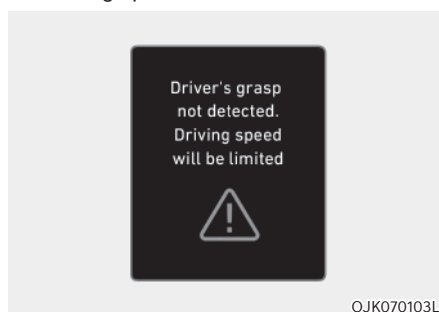 Driver's grasp
not detected.
Driving speed
will be limited
OJK070103L